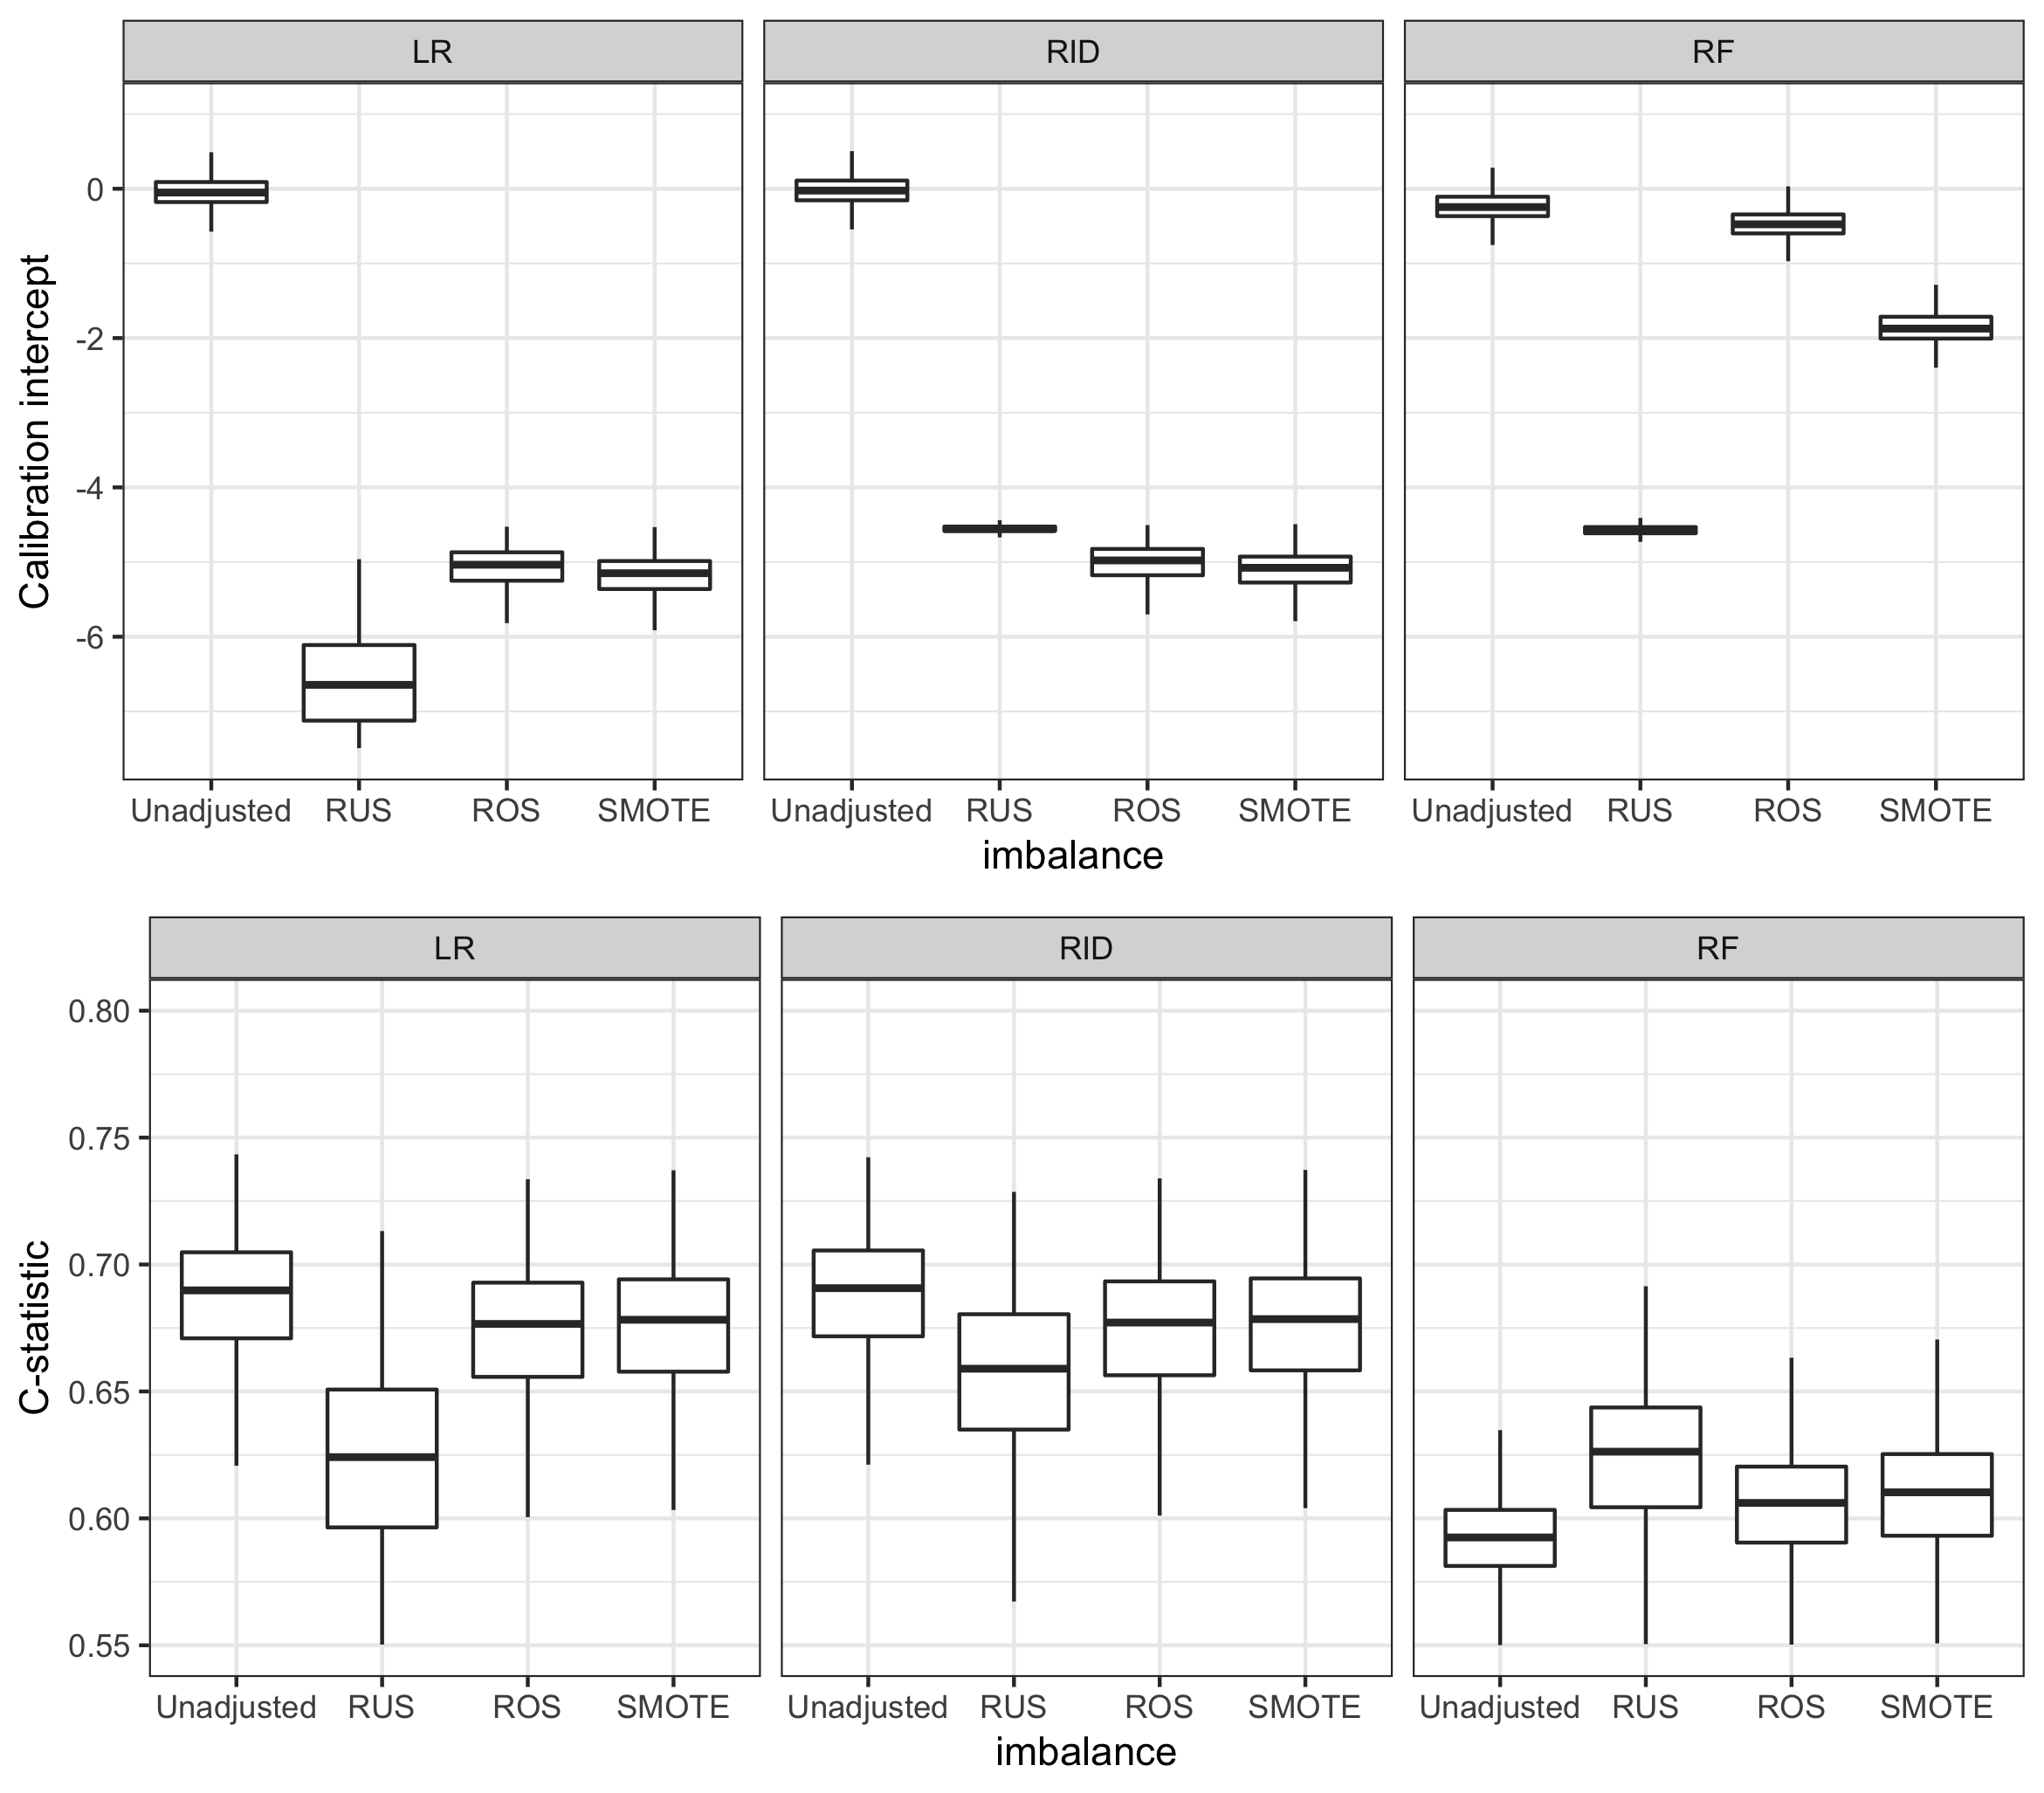 LR RID RF
Calibration intercept
0
-2
-4
-6
Unadjusted RUS ROS SMOTE Unadjusted RUS ROS SMOTE Unadjusted RUS ROS SMOTE
imbalance
LR RID RF
C-statistic
0.80
0.75
0.70
0.65
0.60
0.55
Unadjusted RUS ROS SMOTE Unadjusted RUS ROS SMOTE Unadjusted RUS ROS SMOTE
imbalance